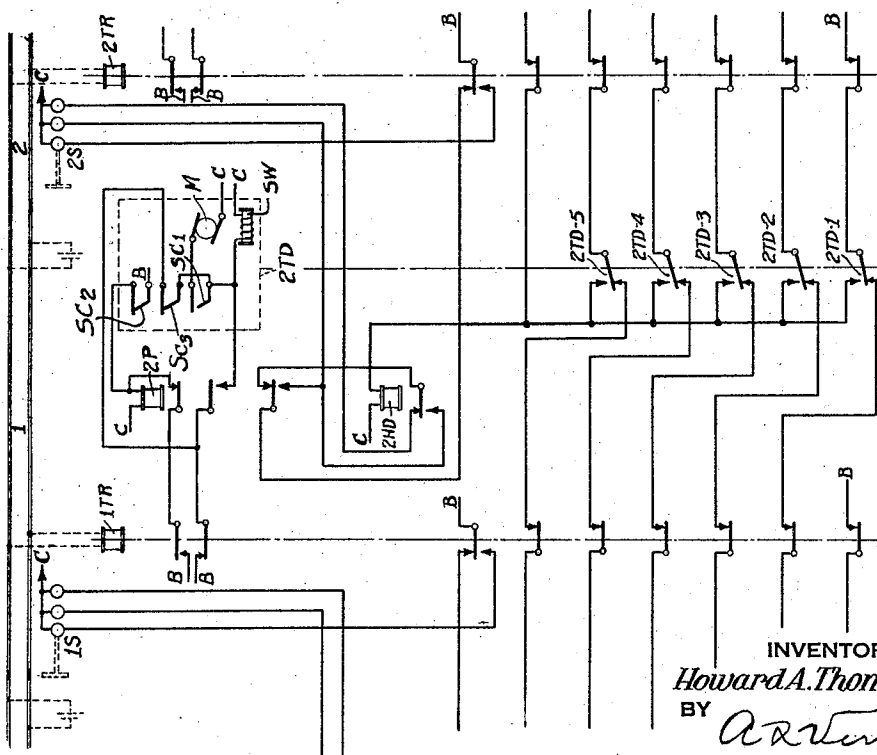 2TR
C
B
B
B
B
B
2
2S
M
C
C
SW
SC1
SC2
B
SC3
2TD
2P
C
2TD-5
2TD-4
2TD-3
2TD-2
2TD-1
C
2HD
1
1TR
C
B
B
B
B
1S
INVENTOR
Howard A. Thom
BY